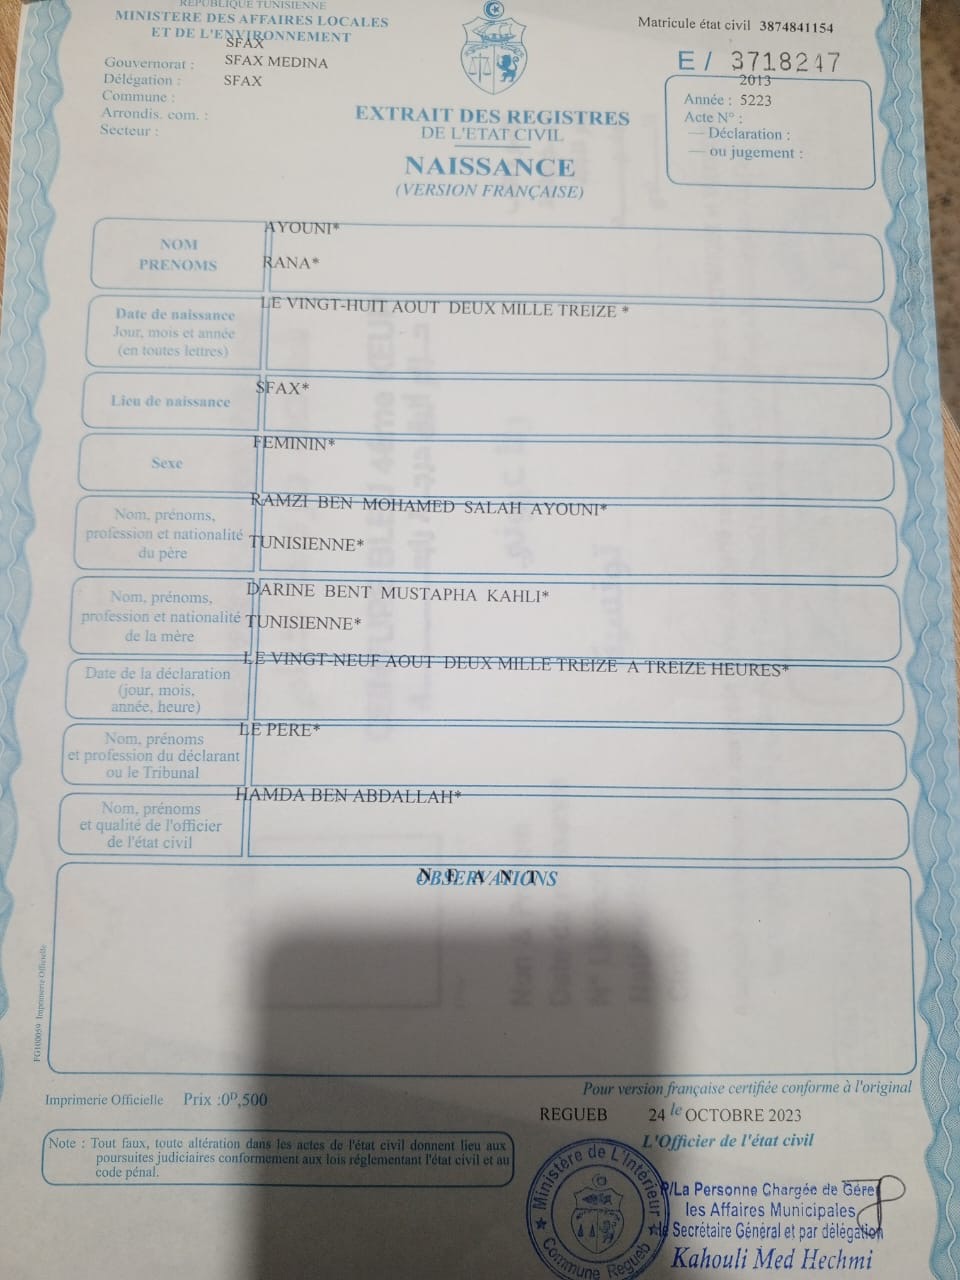 REPUBLIQUE TUNISIENNE
MINISTERE DES AFFAIRES LOCALES
ET DE L'ENVIRONNEMENT
SFAX
Gouvernorat : SFAX MEDINA
Délégation : SFAX
Commune :
Arrondis. com. :
Secteur :
Matricule état civil 3874841154
E / 3718247
2013
Année : 5223
Acte N° :
— Déclaration :
— ou jugement :
EXTRAIT DES REGISTRES
DE L'ETAT CIVIL
NAISSANCE
(VERSION FRANÇAISE)
NOM AYOUNI*
PRENOMS RANA*
Date de naissance LE VINGT-HUIT AOUT DEUX MILLE TREIZE *
Jour, mois et année
(en toutes lettres)
Lieu de naissance SFAX*
Sexe FEMININ*
Nom, prénoms, RAMZI BEN MOHAMED SALAH AYOUNI*
profession et nationalité TUNISIENNE*
du père
Nom, prénoms, DARINE BENT MUSTAPHA KAHLI*
profession et nationalité TUNISIENNE*
de la mère
Date de la déclaration LE VINGT-NEUF AOUT DEUX MILLE TREIZE A TREIZE HEURES*
(jour, mois,
année, heure)
Nom, prénoms LE PERE*
et profession du déclarant
ou le Tribunal
Nom, prénoms HAMDA BEN ABDALLAH*
et qualité de l'officier
de l'état civil
OBSERVATIONS
N E A N T
FG100059 Imprimerie Officielle
Imprimerie Officielle Prix :0ᴰ,500
Pour version française certifiée conforme à l'original
REGUEB 24 le OCTOBRE 2023
L'Officier de l'état civil
Note : Tout faux, toute altération dans les actes de l'état civil donnent lieu aux
poursuites judiciaires conformement aux lois réglementant l'état civil et au
code pénal.
Ministère de L'Intérieur
Commune Regueb
P/La Personne Chargée de Gérer
les Affaires Municipales
le Secrétaire Général et par délégation
Kahouli Med Hechmi